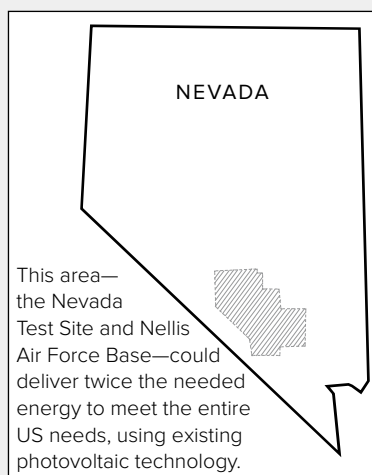 NEVADA
This area—
the Nevada
Test Site and Nellis
Air Force Base—could
deliver twice the needed
energy to meet the entire
US needs, using existing
photovoltaic technology.